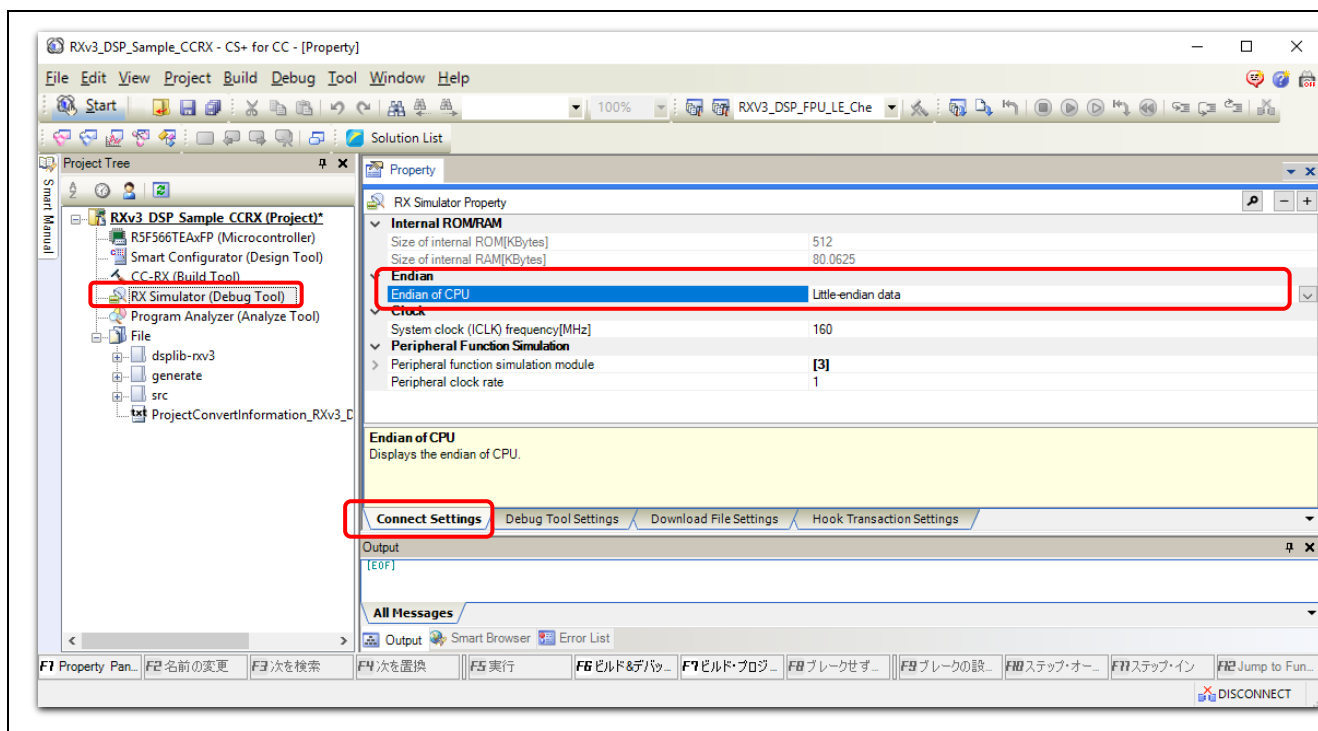 RXv3_DSP_Sample_CCRX - CS+ for CC - [Property]
File Edit View Project Build Debug Tool Window Help
Start 100% RXV3_DSP_FPU_LE_Che
Solution List
Smart Manual
Project Tree
RXv3_DSP_Sample_CCRX (Project)*
R5F566TEAxFP (Microcontroller)
Smart Configurator (Design Tool)
CC-RX (Build Tool)
RX Simulator (Debug Tool)
Program Analyzer (Analyze Tool)
File
dsplib-rxv3
generate
src
ProjectConvertInformation_RXv3_D
Property
RX Simulator Property
Internal ROM/RAM
Size of internal ROM[KBytes] 512
Size of internal RAM[KBytes] 80.0625
Endian
Endian of CPU Little-endian data
Clock
System clock (ICLK) frequency[MHz] 160
Peripheral Function Simulation
Peripheral function simulation module [3]
Peripheral clock rate 1
Endian of CPU
Displays the endian of CPU.
Connect Settings Debug Tool Settings Download File Settings Hook Transaction Settings
Output
[EOF]
All Messages
Output Smart Browser Error List
F1 Property Pan... F2 名前の変更 F3 次を検索 F4 次を置換 F5 実行 F6 ビルド&デバッ... F7 ビルド・プロジ... F8 ブレークせず... F9 ブレークの設... F10 ステップ・オー... F11 ステップ・イン F12 Jump to Fun...
DISCONNECT